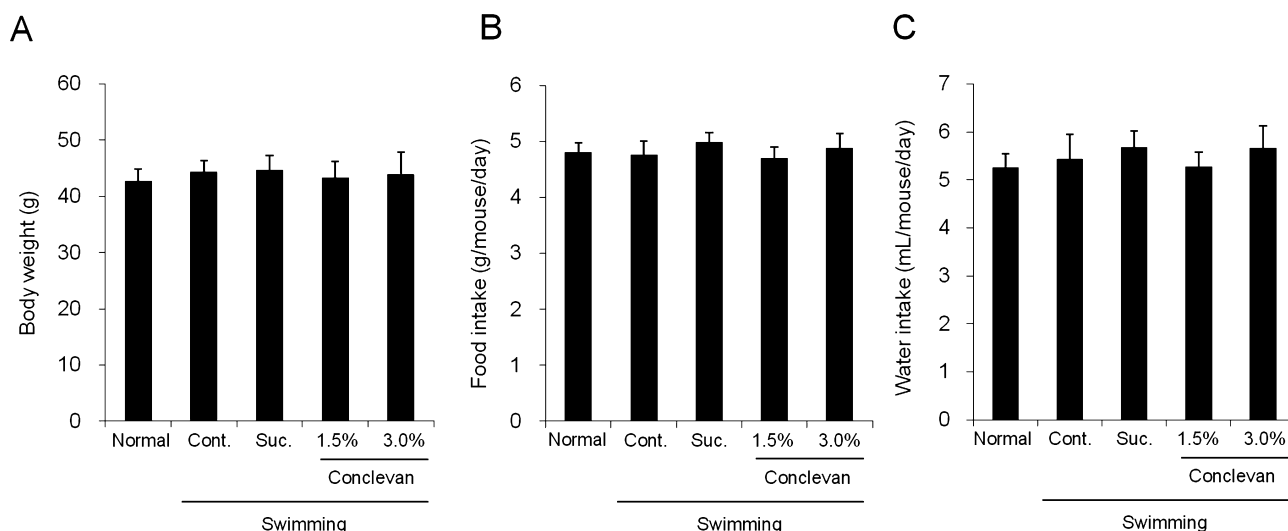 A
Body weight (g)
60
50
40
30
20
10
0
Normal Cont. Suc. 1.5% 3.0%
Conclevan
Swimming
B
Food intake (g/mouse/day)
6
5
4
3
2
1
0
Normal Cont. Suc. 1.5% 3.0%
Conclevan
Swimming
C
Water intake (mL/mouse/day)
7
6
5
4
3
2
1
0
Normal Cont. Suc. 1.5% 3.0%
Conclevan
Swimming